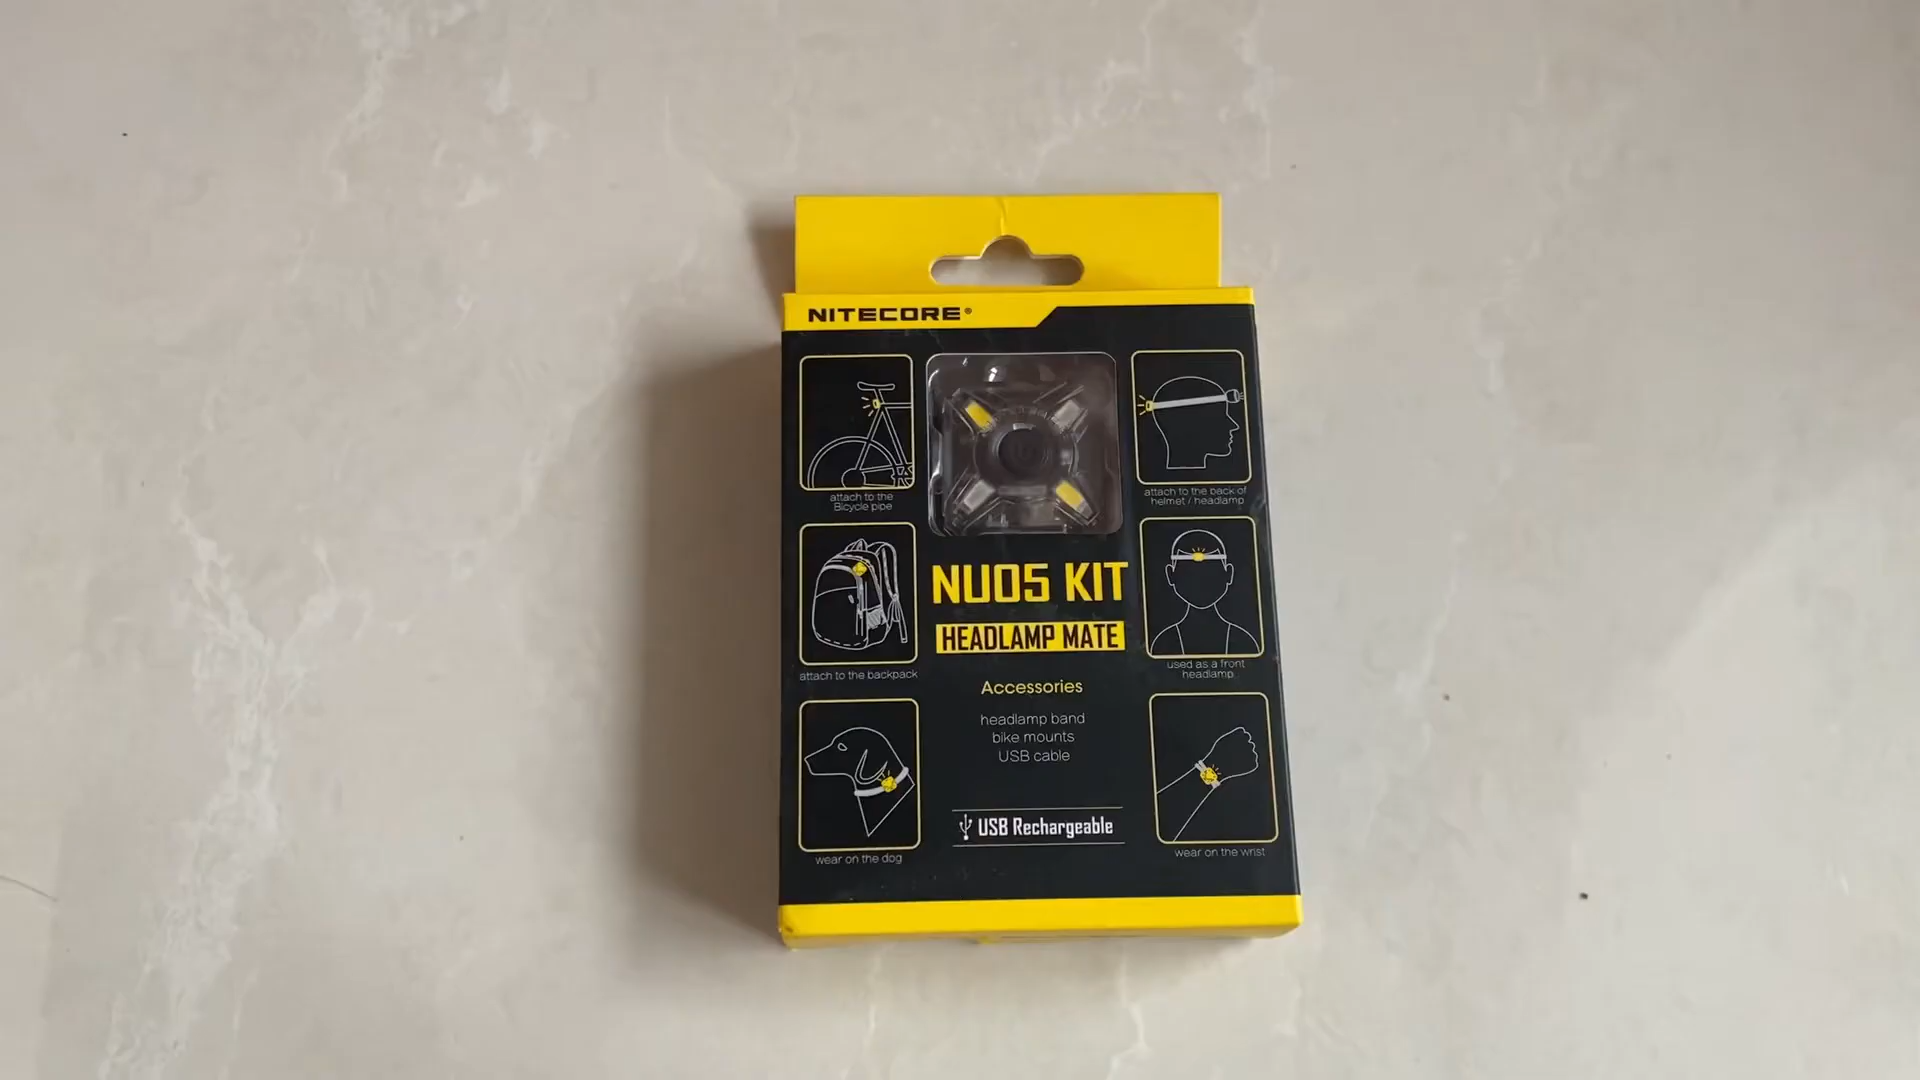 NITECORE®
attach to the
Bicycle pipe
attach to the back of
helmet / headlamp
NU05 KIT
HEADLAMP MATE
attach to the backpack
used as a front
headlamp
Accessories
headlamp band
bike mounts
USB cable
USB Rechargeable
wear on the dog
wear on the wrist